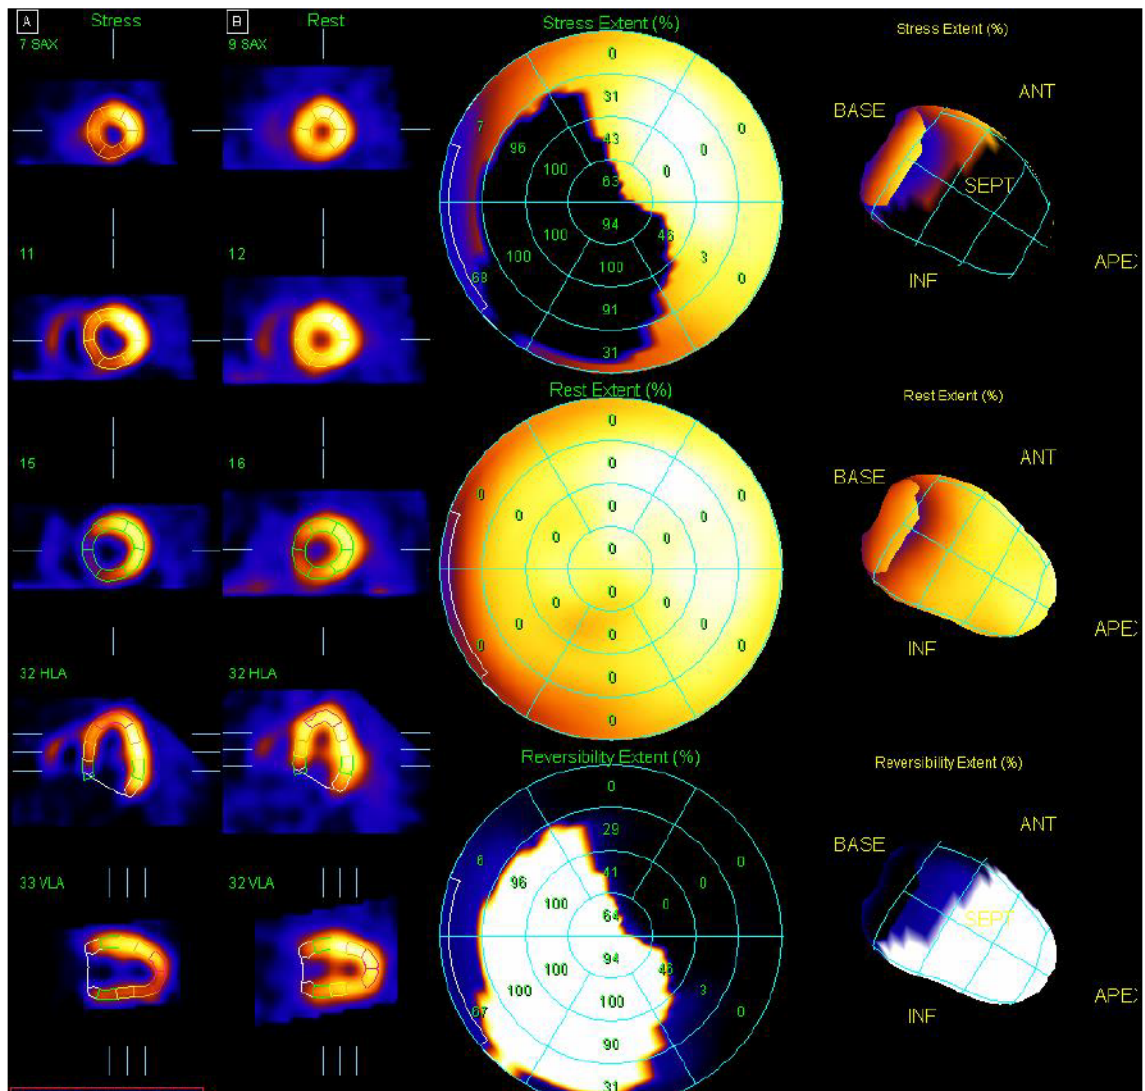 A Stress B Rest
7 SAX 9 SAX
11 12
15 16
32 HLA 32 HLA
33 VLA 32 VLA
Stress Extent (%)
0
31
7 43 0
96 0
100 63 0
94 46
100 100 3
68 100 0
91
31
Rest Extent (%)
0
0
0 0 0
0 0
0 0 0
0 0
0 0 0
0 0 0
0
0
Reversibility Extent (%)
0
29
6 41 0
96 0
100 64 0
94 46
100 100 3
67 100 0
90
31
Stress Extent (%)
ANT
BASE
SEPT
INF
APEX
Rest Extent (%)
ANT
BASE
APE
INF
Reversibility Extent (%)
ANT
BASE
SEPT
APE
INF